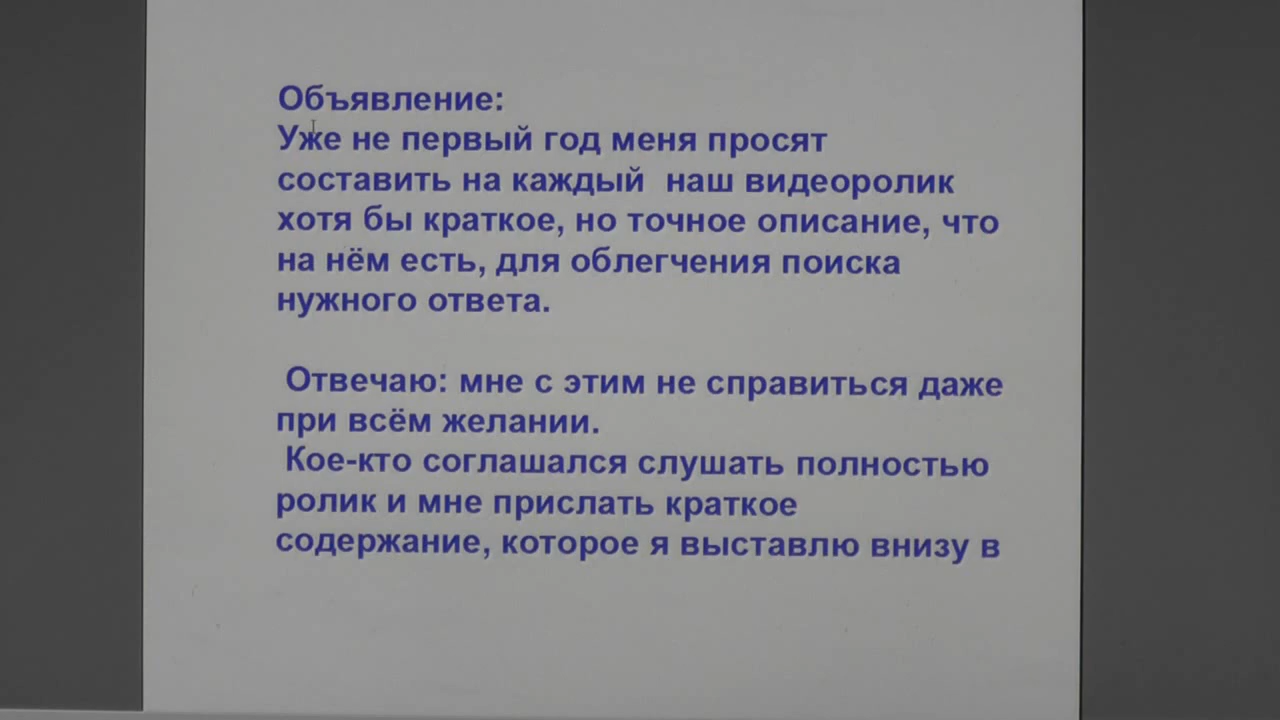 Объявление:
Уже не первый год меня просят
составить на каждый  наш видеоролик
хотя бы краткое, но точное описание, что
на нём есть, для облегчения поиска
нужного ответа.
Отвечаю: мне с этим не справиться даже
при всём желании.
Кое-кто соглашался слушать полностью
ролик и мне прислать краткое
содержание, которое я выставлю внизу в